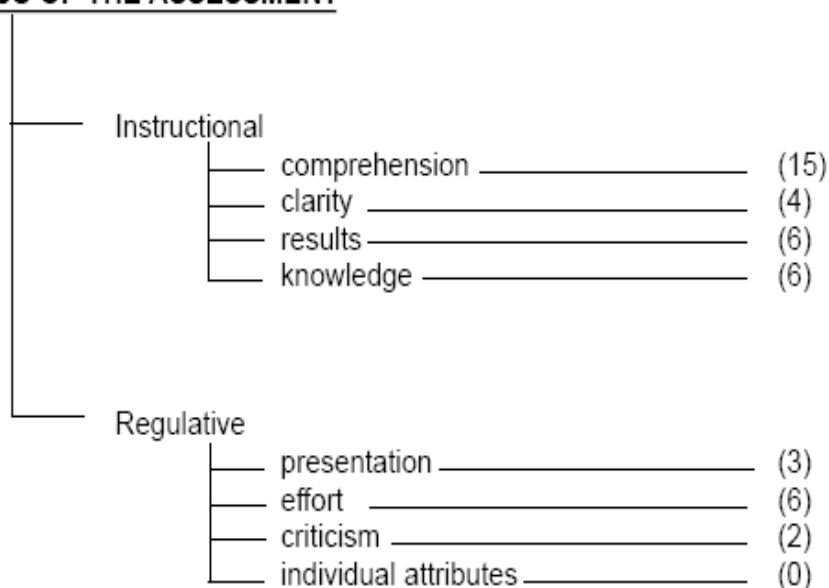 OF THE ASSESSMENT
Instructional
comprehension (15)
clarity (4)
results (6)
knowledge (6)
Regulative
presentation (3)
effort (6)
criticism (2)
individual attributes (0)